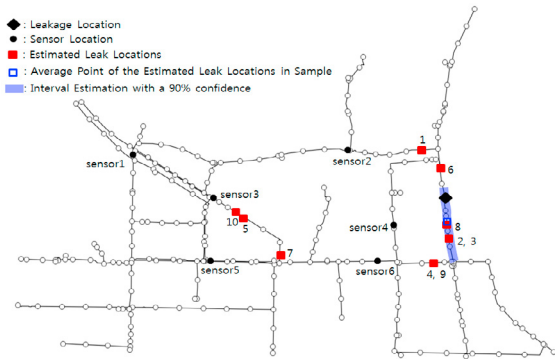 : Leakage Location
: Sensor Location
: Estimated Leak Locations
: Average Point of the Estimated Leak Locations in Sample
: Interval Estimation with a 90% confidence
1
sensor2
sensor1
6
sensor3
10
5
8
sensor4
2, 3
7
sensor5
sensor6
4, 9